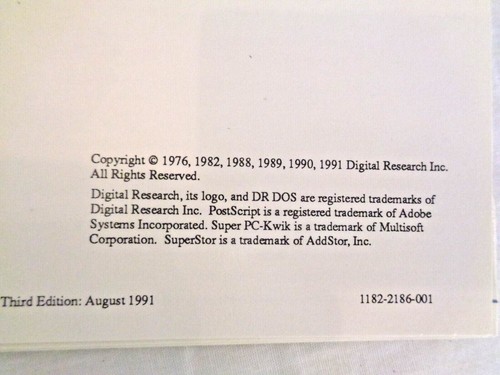 Copyright © 1976, 1982, 1988, 1989, 1990, 1991 Digital Research Inc.
All Rights Reserved.
Digital Research, its logo, and DR DOS are registered trademarks of
Digital Research Inc. PostScript is a registered trademark of Adobe
Systems Incorporated. Super PC-Kwik is a trademark of Multisoft
Corporation. SuperStor is a trademark of AddStor, Inc.
Third Edition: August 1991 1182-2186-001